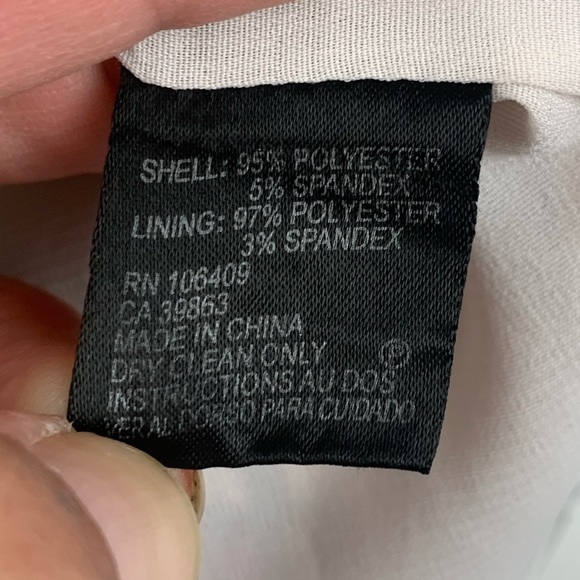 SHELL: 95% POLYESTER
5% SPANDEX
LINING: 97% POLYESTER
3% SPANDEX
RN 106409
CA 39863
MADE IN CHINA
DRY CLEAN ONLY Ⓟ
INSTRUCTIONS AU DOS
VER AL DORSO PARA CUIDADO